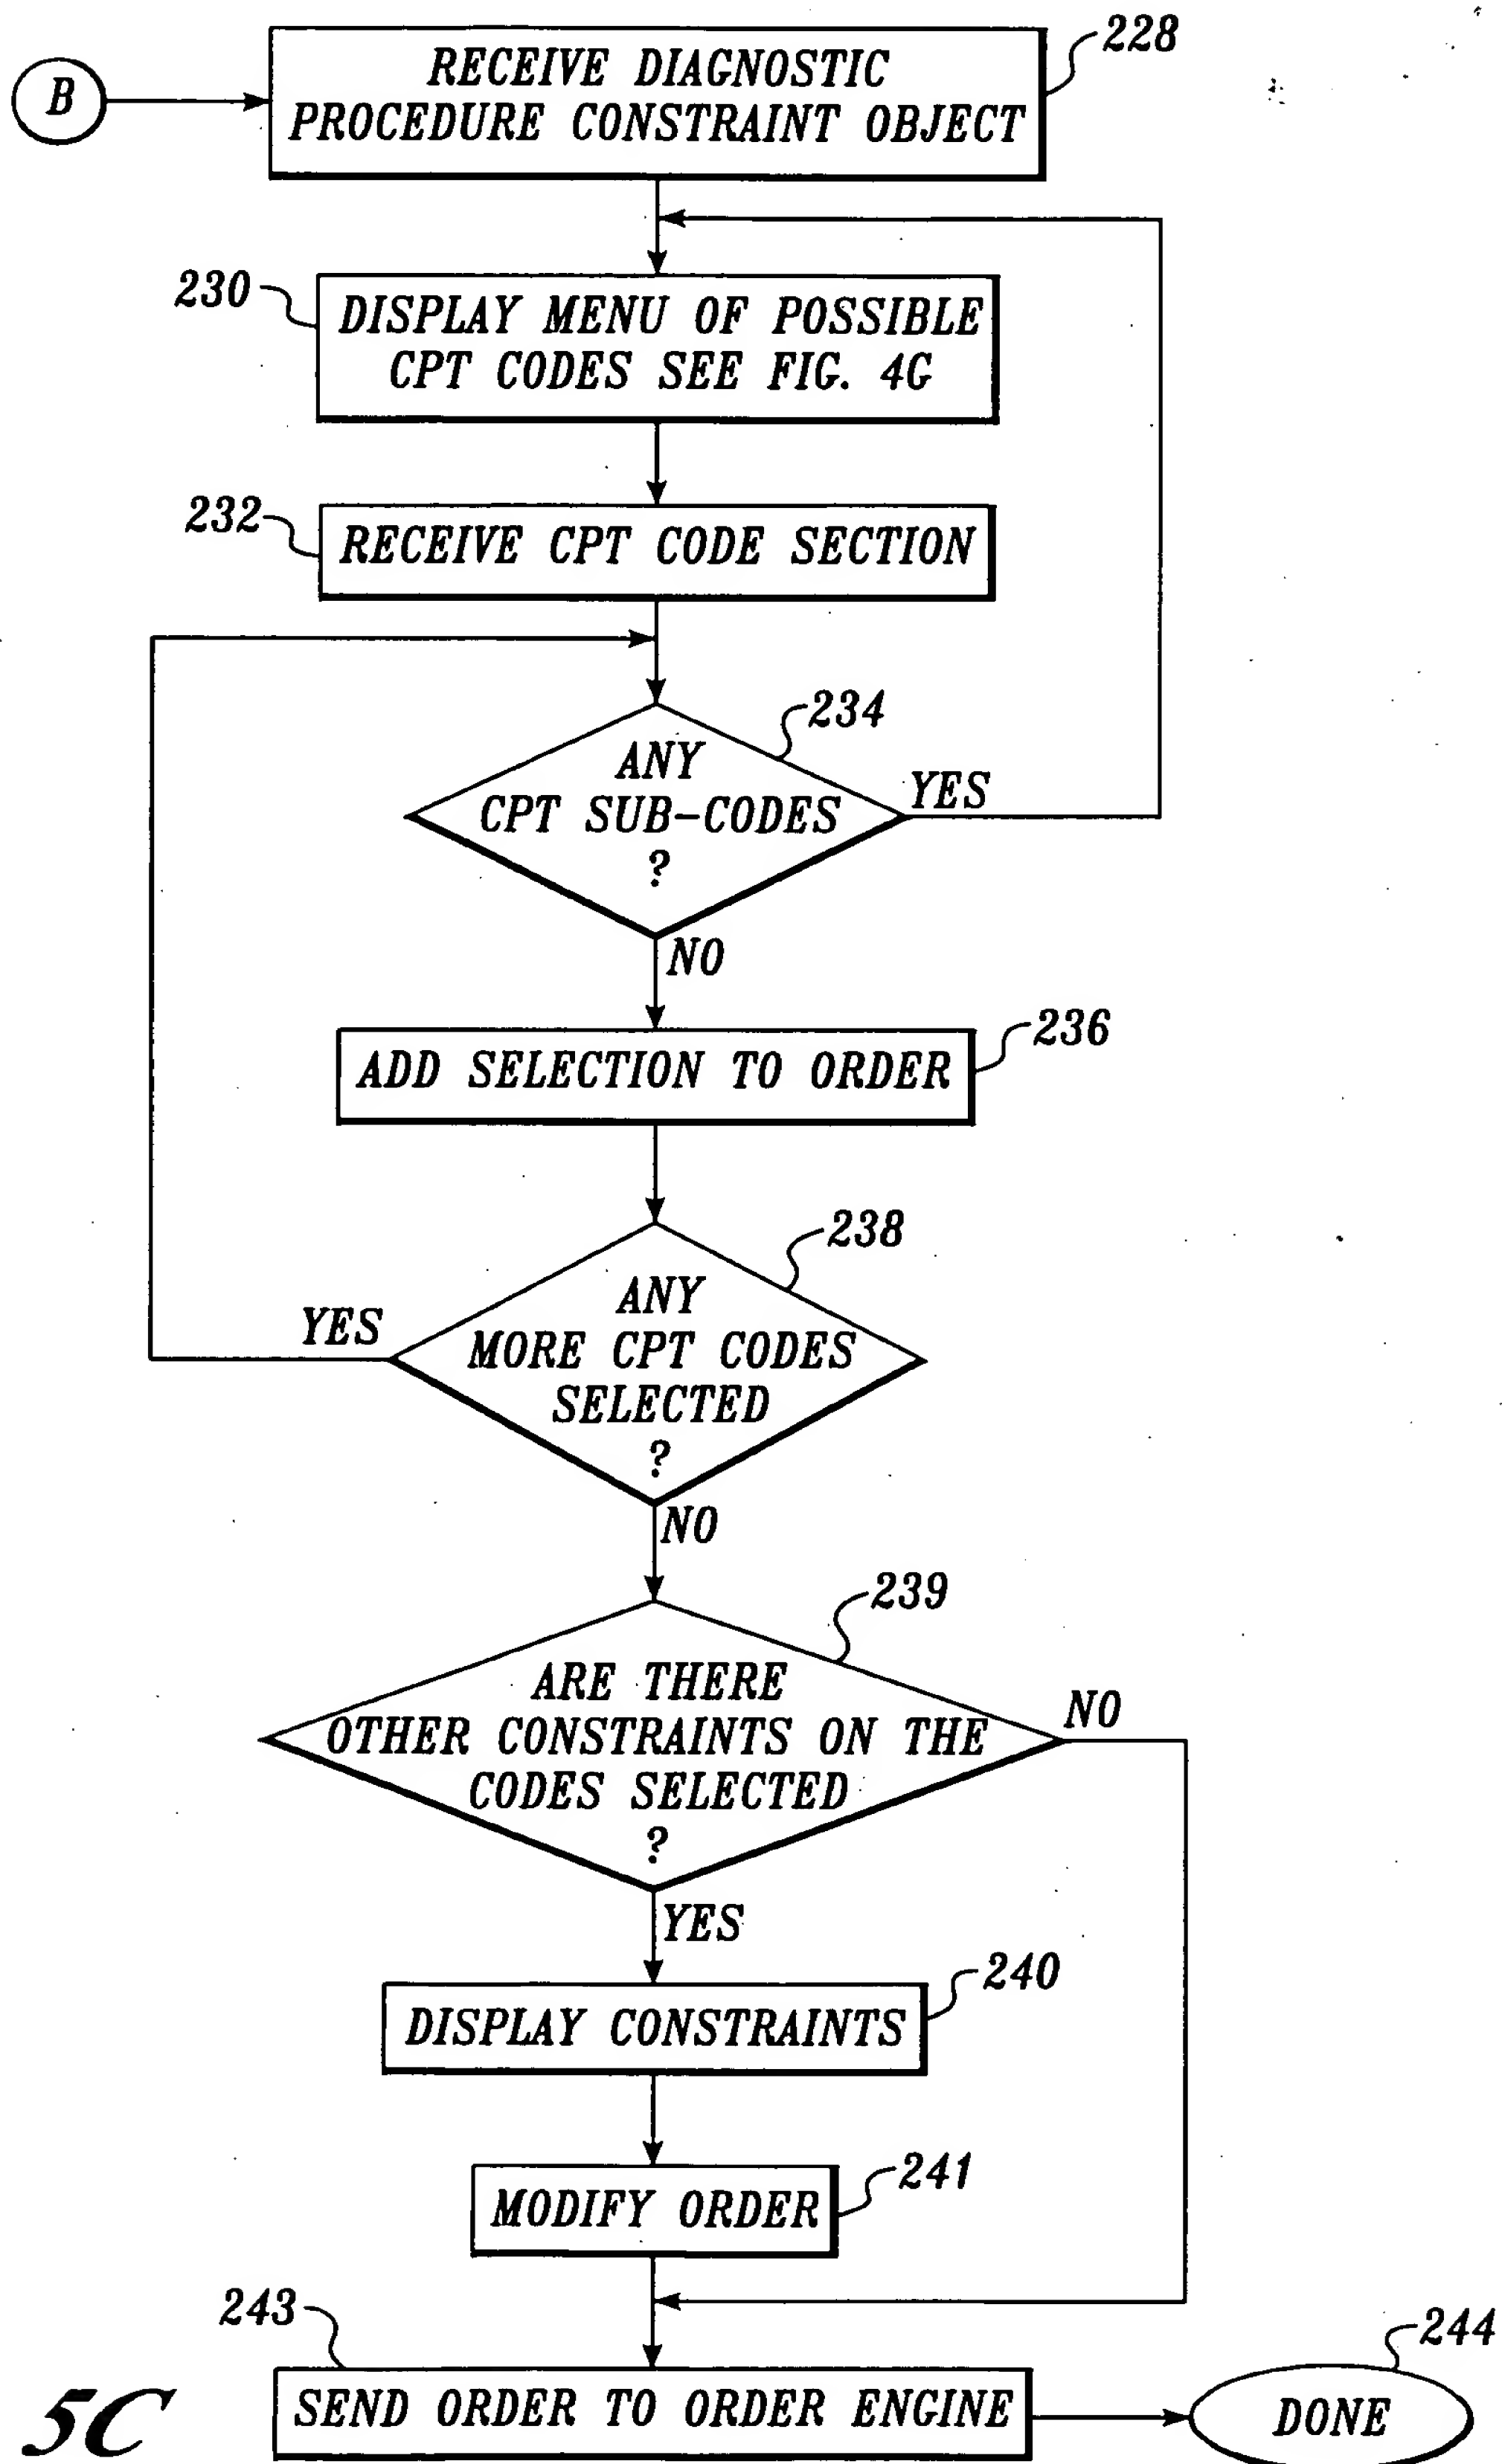 228
B
RECEIVE DIAGNOSTIC
PROCEDURE CONSTRAINT OBJECT
230
DISPLAY MENU OF POSSIBLE
CPT CODES SEE FIG. 4G
232
RECEIVE CPT CODE SECTION
234
ANY
CPT SUB-CODES
?
YES
NO
236
ADD SELECTION TO ORDER
238
ANY
MORE CPT CODES
SELECTED
?
YES
NO
239
ARE THERE
OTHER CONSTRAINTS ON THE
CODES SELECTED
?
NO
YES
240
DISPLAY CONSTRAINTS
241
MODIFY ORDER
243
SEND ORDER TO ORDER ENGINE
244
DONE
5C